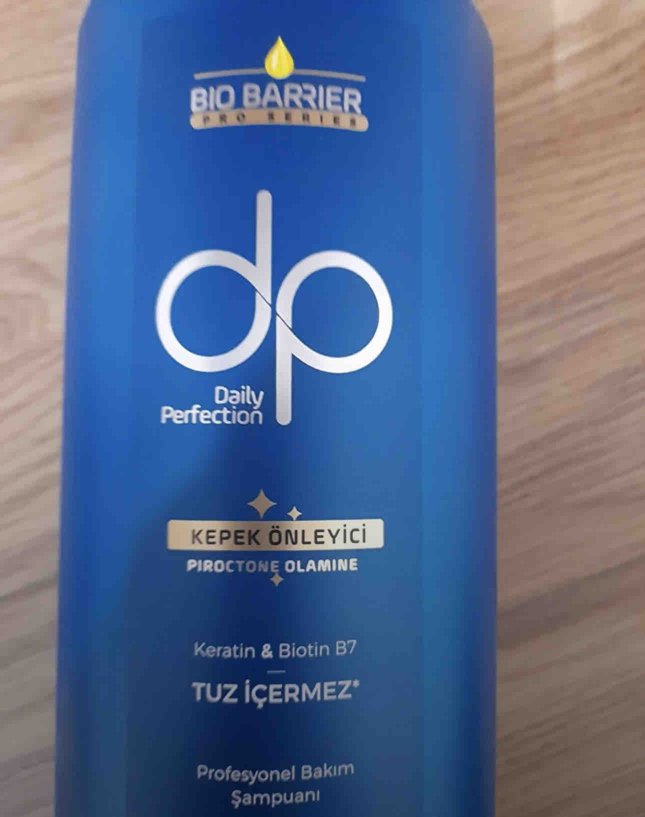 BIO BARRIER
PRO SERIES
dp
Daily
Perfection
KEPEK ÖNLEYİCİ
PIROCTONE OLAMINE
Keratin & Biotin B7
TUZ İÇERMEZ*
Profesyonel Bakım
Şampuanı